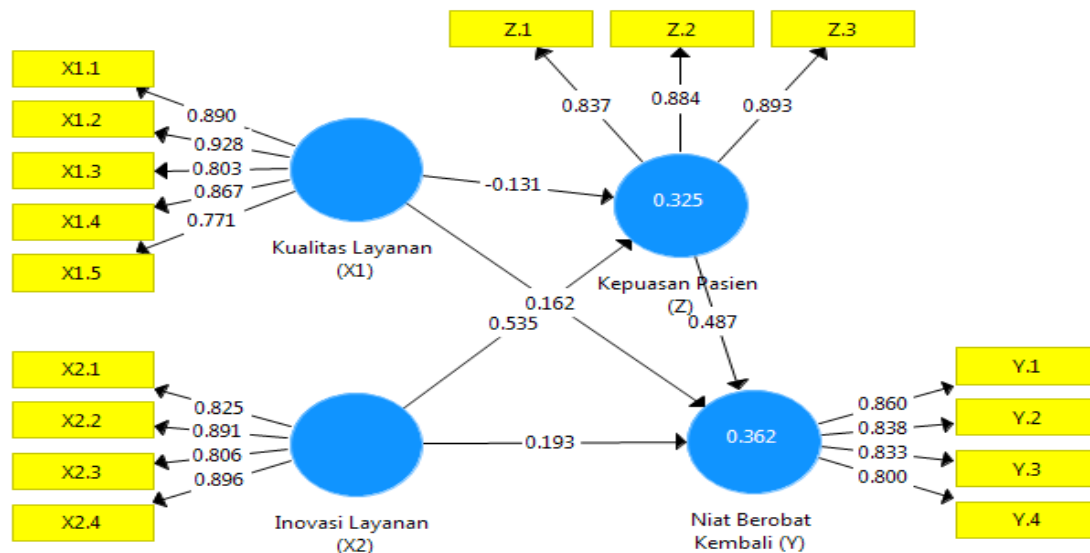 Z.1
Z.2
Z.3
X1.1
X1.2
X1.3
X1.4
X1.5
0.890
0.928
0.803
0.867
0.771
0.837
0.884
0.893
-0.131
0.325
Kualitas Layanan
(X1)
Kepuasan Pasien
(Z)
0.162
0.535
0.487
X2.1
X2.2
X2.3
X2.4
0.825
0.891
0.806
0.896
0.193
0.362
Y.1
Y.2
Y.3
Y.4
0.860
0.838
0.833
0.800
Inovasi Layanan
(X2)
Niat Berobat
Kembali (Y)